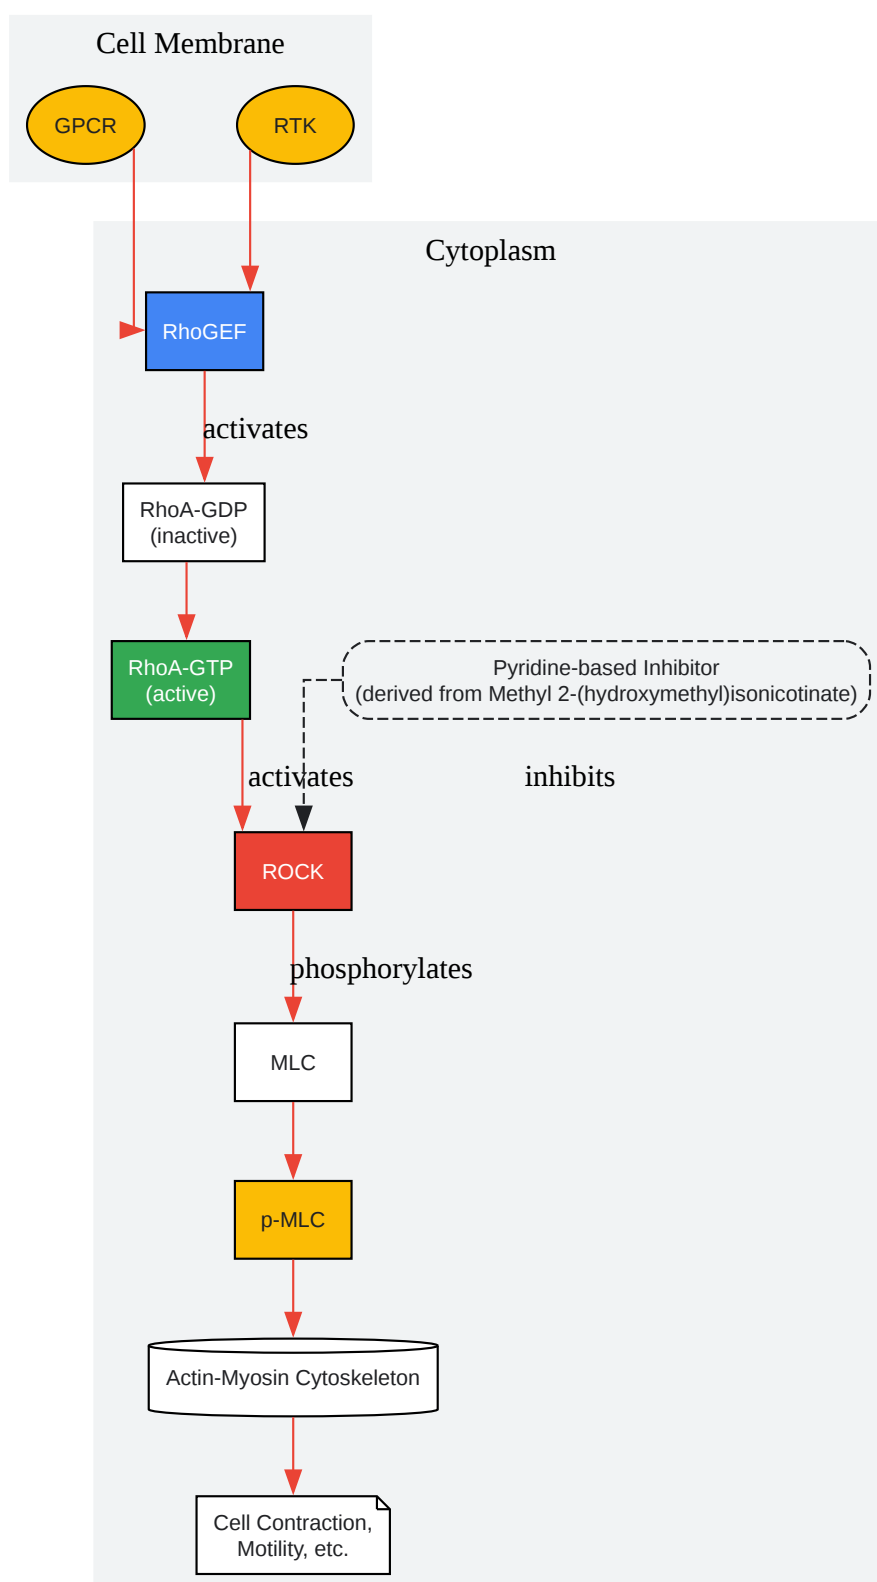 Cell Membrane
GPCR
RTK
Cytoplasm
RhoGEF
activates
RhoA-GDP
(inactive)
RhoA-GTP
(active)
Pyridine-based Inhibitor
(derived from Methyl 2-(hydroxymethyl)isonicotinate)
activates
inhibits
ROCK
phosphorylates
MLC
p-MLC
Actin-Myosin Cytoskeleton
Cell Contraction,
Motility, etc.